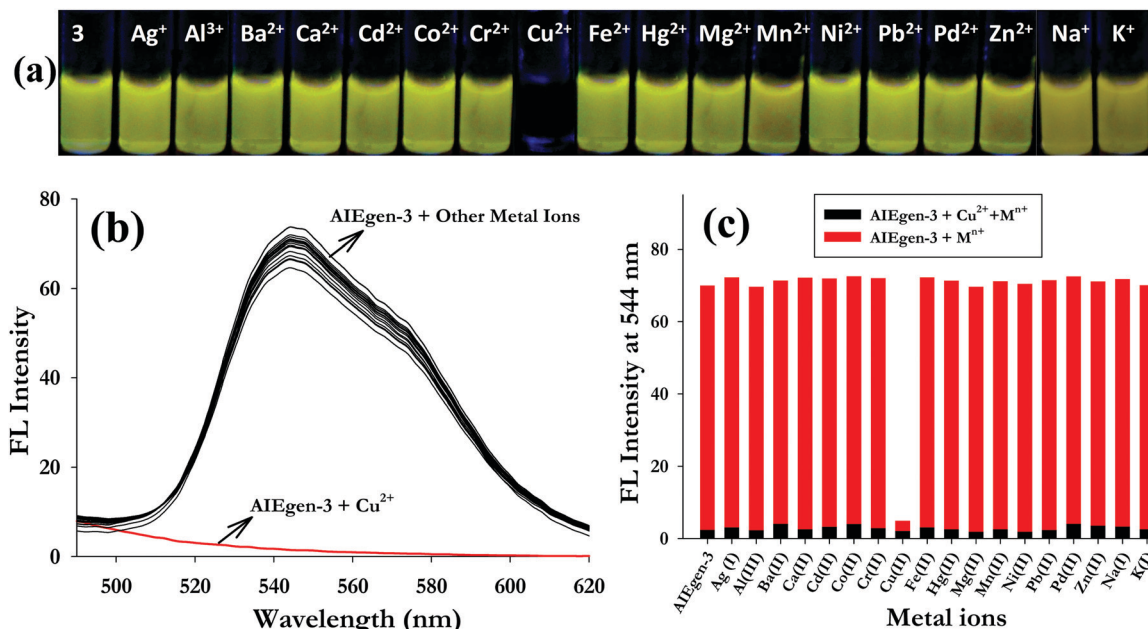 3 Ag⁺ Al³⁺ Ba²⁺ Ca²⁺ Cd²⁺ Co²⁺ Cr²⁺ Cu²⁺ Fe²⁺ Hg²⁺ Mg²⁺ Mn²⁺ Ni²⁺ Pb²⁺ Pd²⁺ Zn²⁺ Na⁺ K⁺
(a)
(b)
80
60
40
20
0
FL Intensity
AIEgen-3 + Other Metal Ions
AIEgen-3 + Cu²⁺
500 520 540 560 580 600 620
Wavelength (nm)
(c)
AIEgen-3 + Cu²⁺+Mⁿ⁺
AIEgen-3 + Mⁿ⁺
80
60
40
20
0
FL Intensity at 544 nm
AIEgen-3
Ag (I)
Al(III)
Ba(II)
Ca(II)
Cd(II)
Co(II)
Cr(II)
Cu(II)
Fe(II)
Hg(II)
Mg(II)
Mn(II)
Ni(II)
Pb(II)
Pd(II)
Zn(II)
Na(I)
K(I)
Metal ions